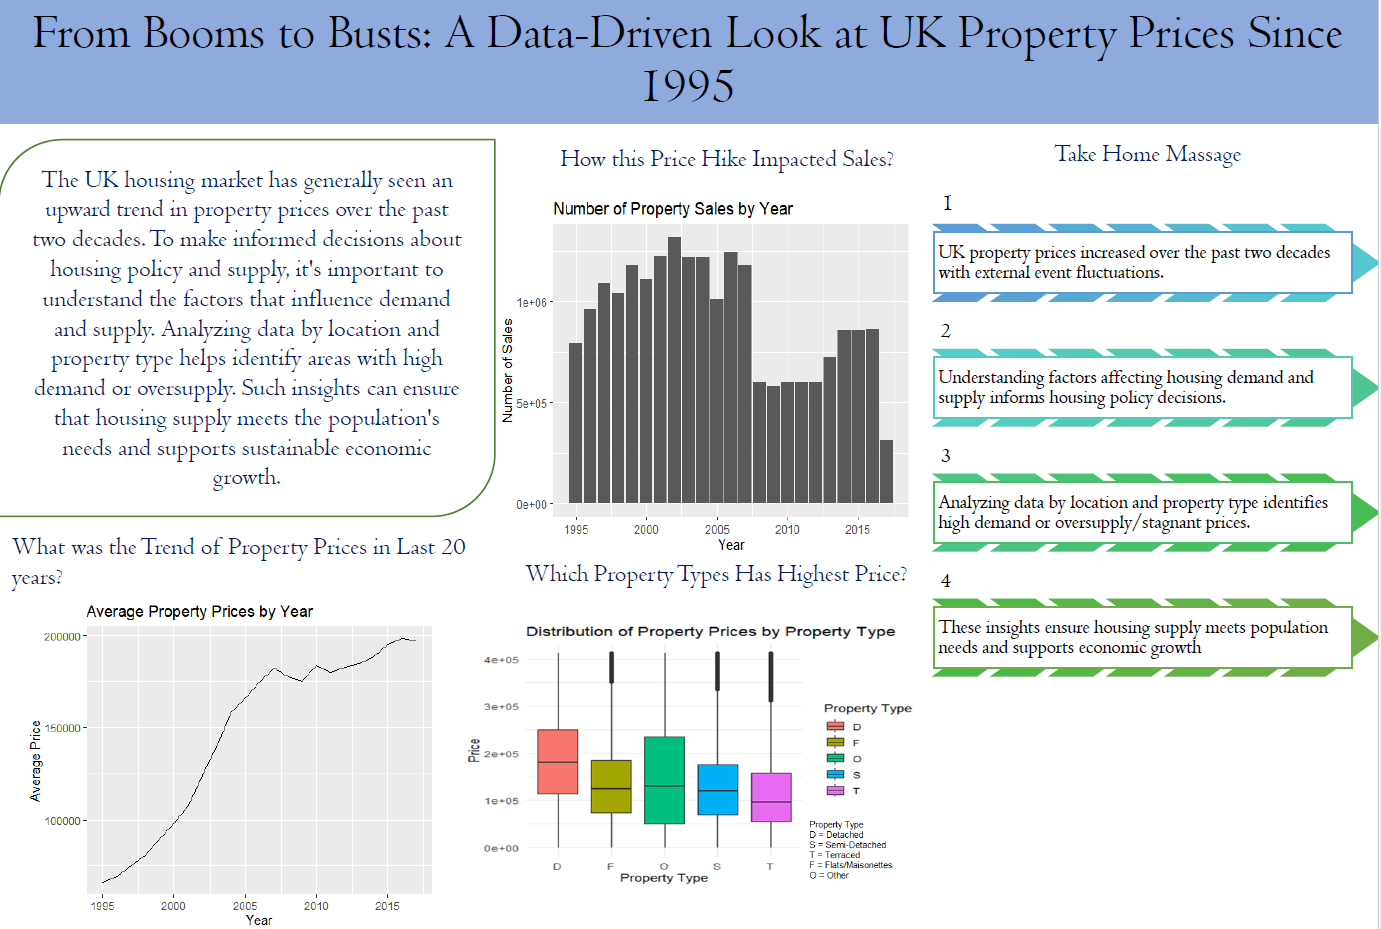 From Booms to Busts: A Data-Driven Look at UK Property Prices Since
1995
The UK housing market has generally seen an
upward trend in property prices over the past
two decades. To make informed decisions about
housing policy and supply, it's important to
understand the factors that influence demand
and supply. Analyzing data by location and
property type helps identify areas with high
demand or oversupply. Such insights can ensure
that housing supply meets the population's
needs and supports sustainable economic
growth.
What was the Trend of Property Prices in Last 20
years?
Average Property Prices by Year
Average Price
200000
150000
100000
1995 2000 2005 2010 2015
Year
How this Price Hike Impacted Sales?
Number of Property Sales by Year
Number of Sales
1e+06
5e+05
0e+00
1995 2000 2005 2010 2015
Year
Which Property Types Has Highest Price?
Distribution of Property Prices by Property Type
Price
4e+05
3e+05
2e+05
1e+05
0e+00
D F O S T
Property Type
Property Type
D
F
O
S
T
Property Type
D = Detached
S = Semi-Detached
T = Terraced
F = Flats/Maisonettes
O = Other
Take Home Massage
1
UK property prices increased over the past two decades
with external event fluctuations.
2
Understanding factors affecting housing demand and
supply informs housing policy decisions.
3
Analyzing data by location and property type identifies
high demand or oversupply/stagnant prices.
4
These insights ensure housing supply meets population
needs and supports economic growth